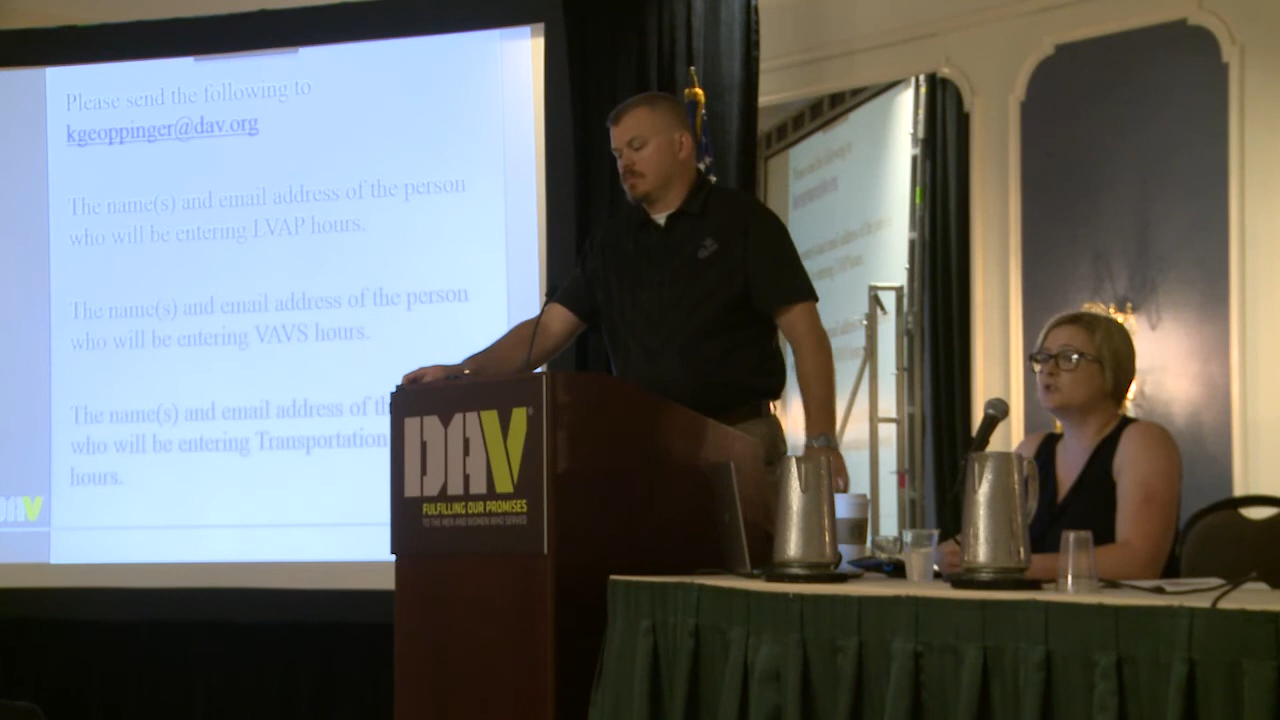 Please send the following to
kgeoppinger@dav.org
The name(s) and email address of the person
who will be entering LVAP hours.
The name(s) and email address of the person
who will be entering VAVS hours.
The name(s) and email address of th
who will be entering Transportation
hours.
DAV
DAV
FULFILLING OUR PROMISES
TO THE MEN AND WOMEN WHO SERVED